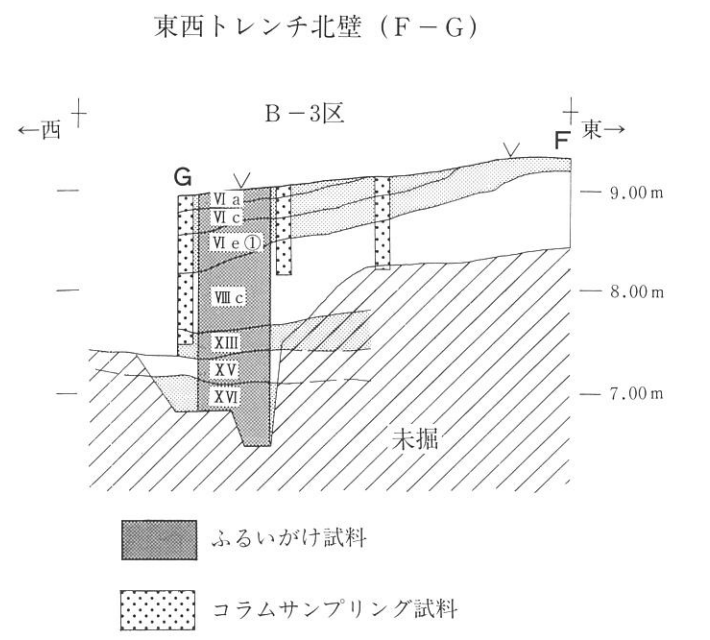 東西トレンチ北壁（F－G）
B－3区
←西
東→
G
F
Ⅵa
Ⅵc
Ⅵe①
Ⅷc
XIII
XV
XVI
9.00m
8.00m
7.00m
未掘
ふるいがけ試料
コラムサンプリング試料